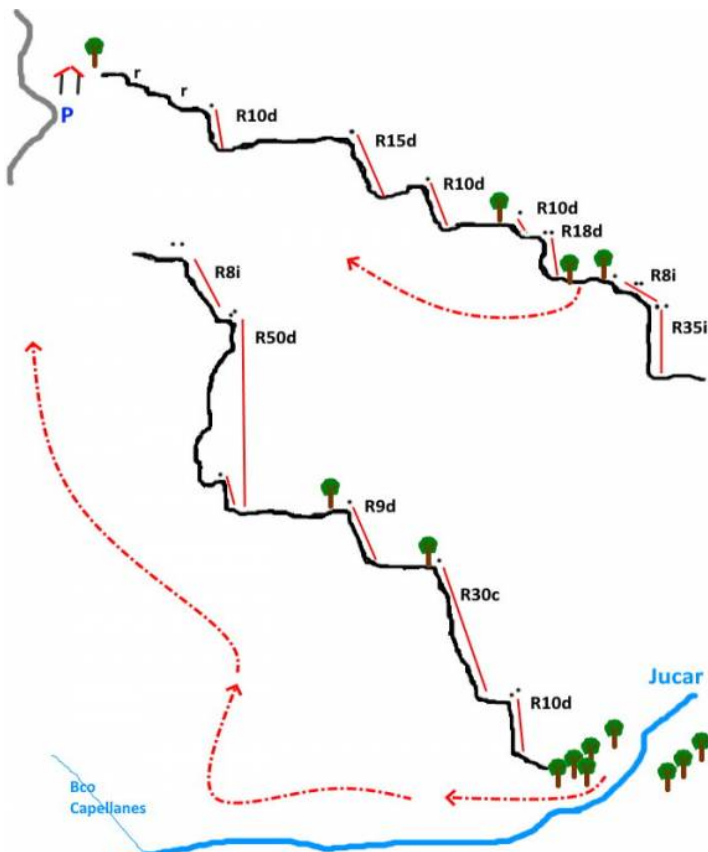 r
r
P
R10d
R15d
R10d
R10d
R18d
R8i
R35i
R8i
R50d
R9d
R30c
R10d
Jucar
Bco
Capellanes